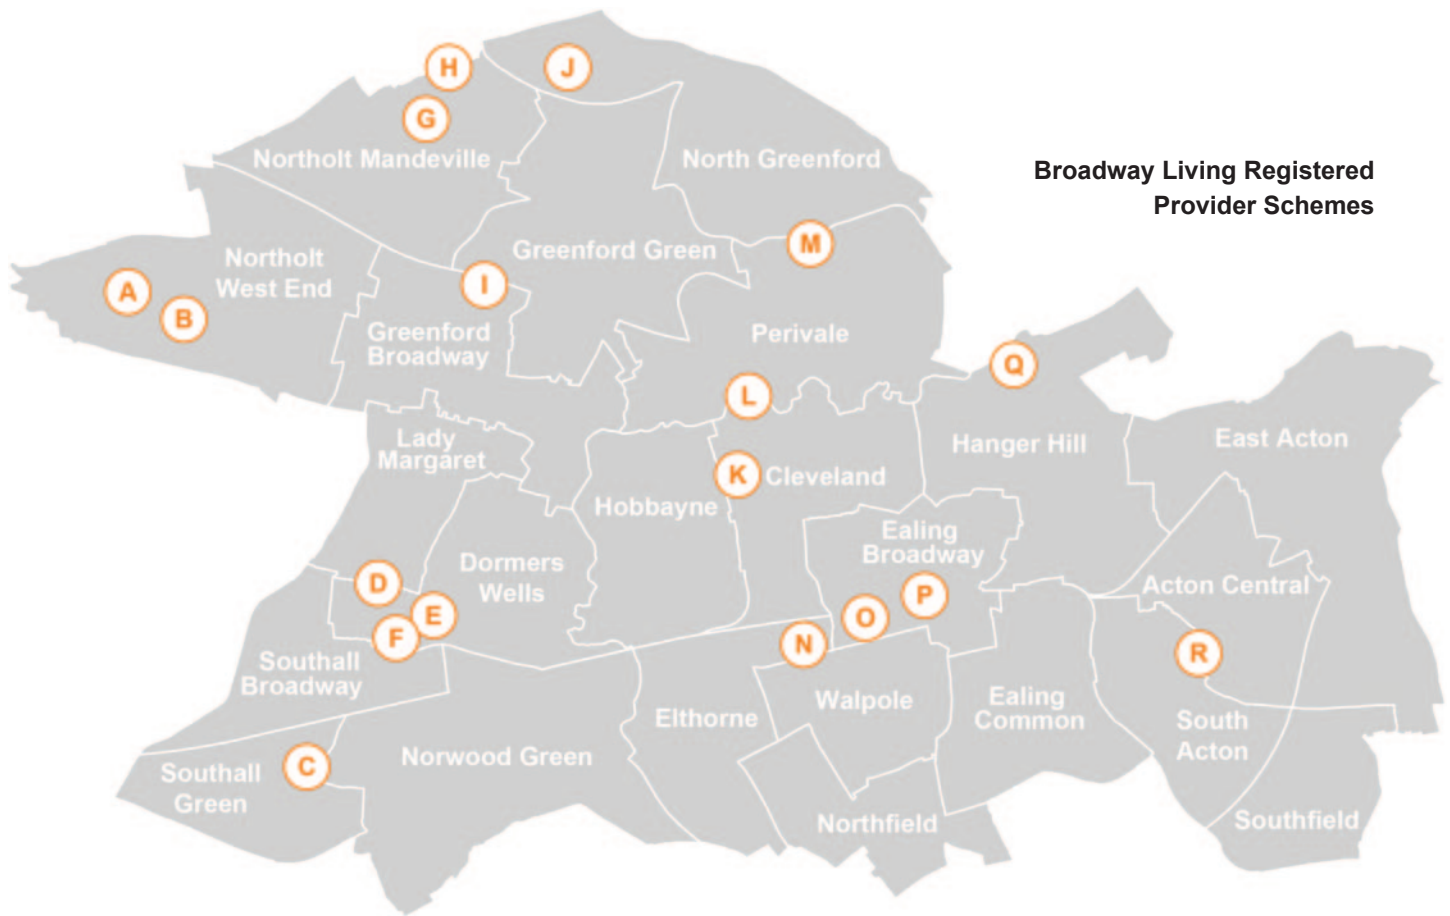 H
J
G
Northolt Mandeville
North Greenford
Broadway Living Registered
Provider Schemes
M
Greenford Green
Northolt
West End
A
B
I
Greenford
Broadway
Perivale
Q
L
Lady
Margaret
Hanger Hill
East Acton
K
Cleveland
Hobbayne
Ealing
Broadway
Dormers
Wells
D
E
F
P
O
N
Acton Central
R
Southall
Broadway
Walpole
Ealing
Common
Elthorne
South
Acton
Norwood Green
C
Southall
Green
Northfield
Southfield